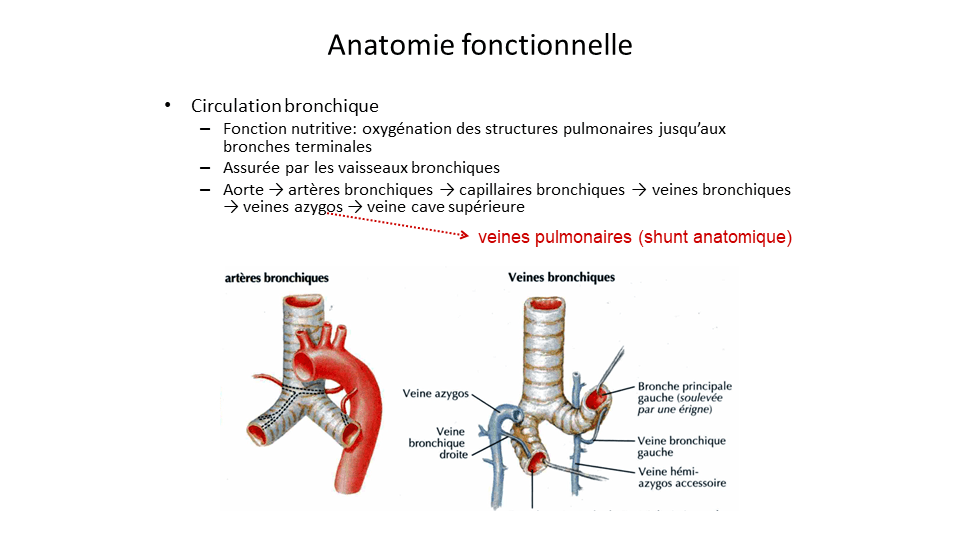 Anatomie fonctionnelle
• Circulation bronchique
– Fonction nutritive: oxygénation des structures pulmonaires jusqu’aux
bronches terminales
– Assurée par les vaisseaux bronchiques
– Aorte → artères bronchiques → capillaires bronchiques → veines bronchiques
→ veines azygos → veine cave supérieure
veines pulmonaires (shunt anatomique)
artères bronchiques
Veines bronchiques
Veine azygos
Veine
bronchique
droite
Bronche principale
gauche (soulevée
par une érigne)
Veine bronchique
gauche
Veine hémi-
azygos accessoire